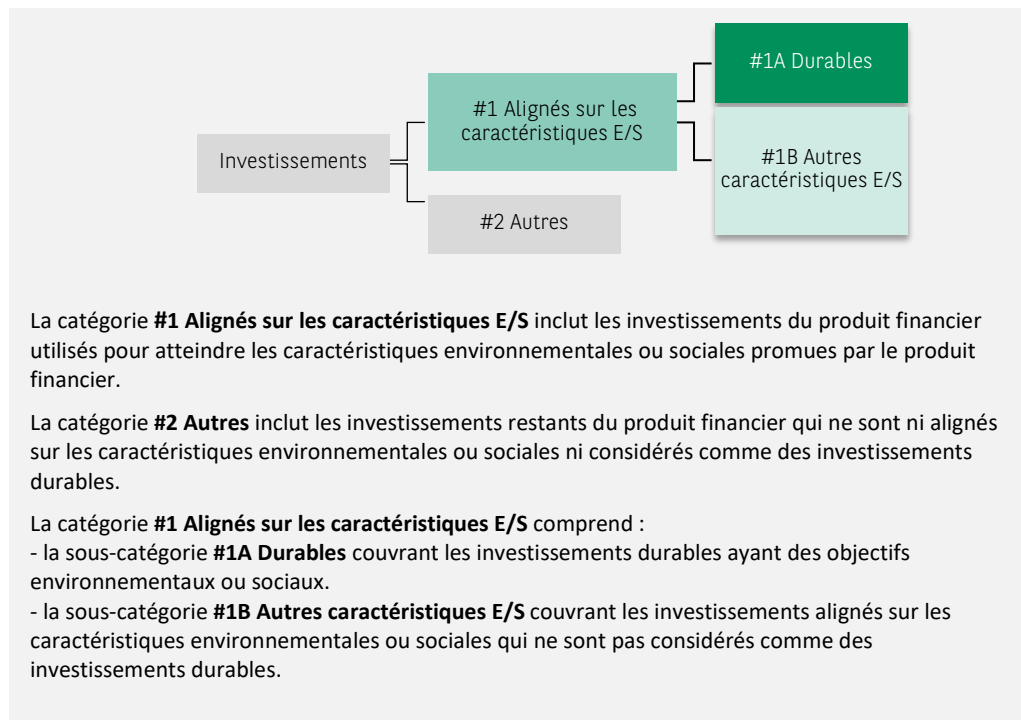 #1A Durables
#1 Alignés sur les
caractéristiques E/S
Investissements
#1B Autres
caractéristiques E/S
#2 Autres
La catégorie #1 Alignés sur les caractéristiques E/S inclut les investissements du produit financier
utilisés pour atteindre les caractéristiques environnementales ou sociales promues par le produit
financier.
La catégorie #2 Autres inclut les investissements restants du produit financier qui ne sont ni alignés
sur les caractéristiques environnementales ou sociales ni considérés comme des investissements
durables.
La catégorie #1 Alignés sur les caractéristiques E/S comprend :
- la sous-catégorie #1A Durables couvrant les investissements durables ayant des objectifs
environnementaux ou sociaux.
- la sous-catégorie #1B Autres caractéristiques E/S couvrant les investissements alignés sur les
caractéristiques environnementales ou sociales qui ne sont pas considérés comme des
investissements durables.